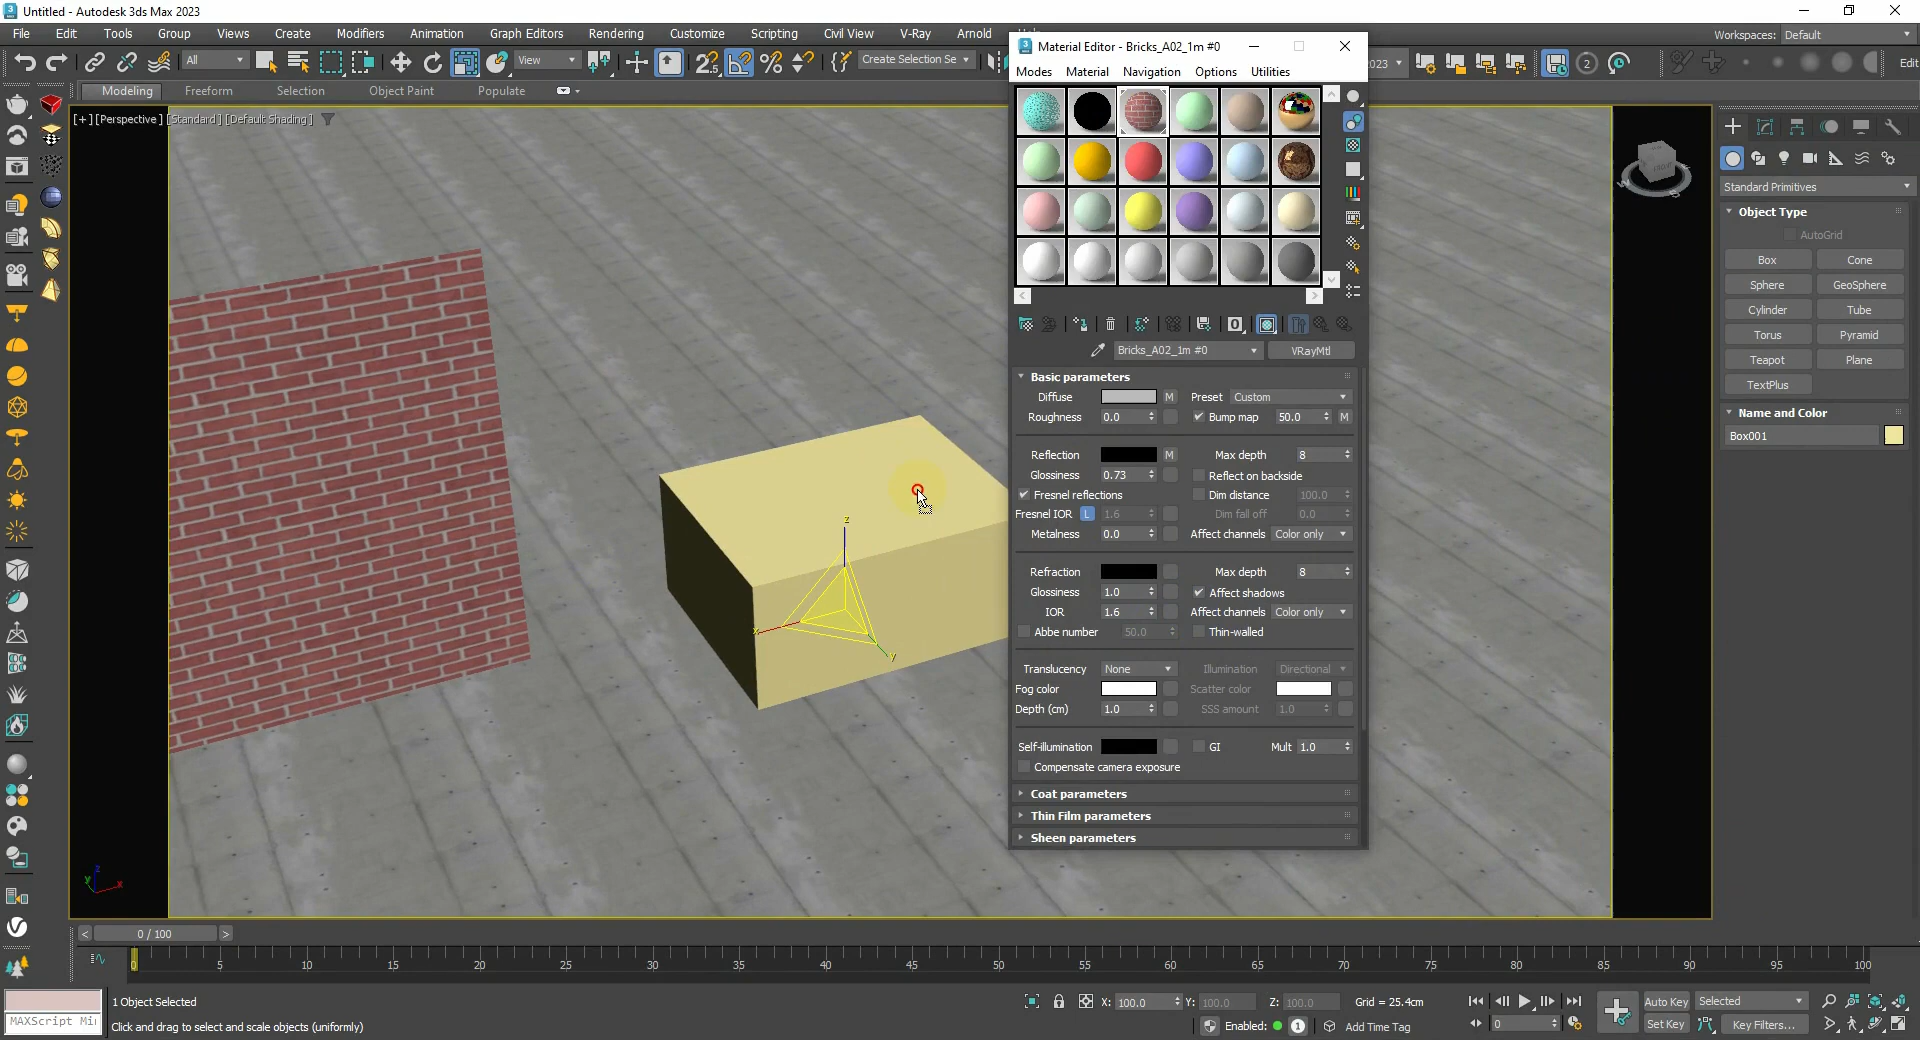 Untitled - Autodesk 3ds Max 2023
File Edit Tools Group Views Create Modifiers Animation Graph Editors Rendering Customize Scripting Civil View V-Ray Arnold
Workspaces: Default
All View Create Selection Se 2023 Edit
Modeling Freeform Selection Object Paint Populate
[+] [Perspective ] [Standard ] [Default Shading ]
Material Editor - Bricks_A02_1m #0
Modes Material Navigation Options Utilities
Bricks_A02_1m #0 VRayMtl
Basic parameters
Diffuse M Preset Custom
Roughness 0.0 Bump map 50.0 M
Reflection M Max depth 8
Glossiness 0.73 Reflect on backside
Fresnel reflections Dim distance 100.0
Fresnel IOR L 1.6 Dim fall off 0.0
Metalness 0.0 Affect channels Color only
Refraction Max depth 8
Glossiness 1.0 Affect shadows
IOR 1.6 Affect channels Color only
Abbe number 50.0 Thin-walled
Translucency None Illumination Directional
Fog color Scatter color
Depth (cm) 1.0 SSS amount 1.0
Self-illumination GI Mult 1.0
Compensate camera exposure
Coat parameters
Thin Film parameters
Sheen parameters
z
x
y
z
y x
FRONT
W S
Standard Primitives
Object Type
AutoGrid
Box Cone
Sphere GeoSphere
Cylinder Tube
Torus Pyramid
Teapot Plane
TextPlus
Name and Color
Box001
< 0 / 100 >
0 5 10 15 20 25 30 35 40 45 50 55 60 65 70 75 80 85 90 95 100
1 Object Selected
X: 100.0 Y: 100.0 Z: 100.0 Grid = 25.4cm
Auto Key Selected
MAXScript Mi
Click and drag to select and scale objects (uniformly)
Enabled: 1 Add Time Tag
0
Set Key Key Filters...